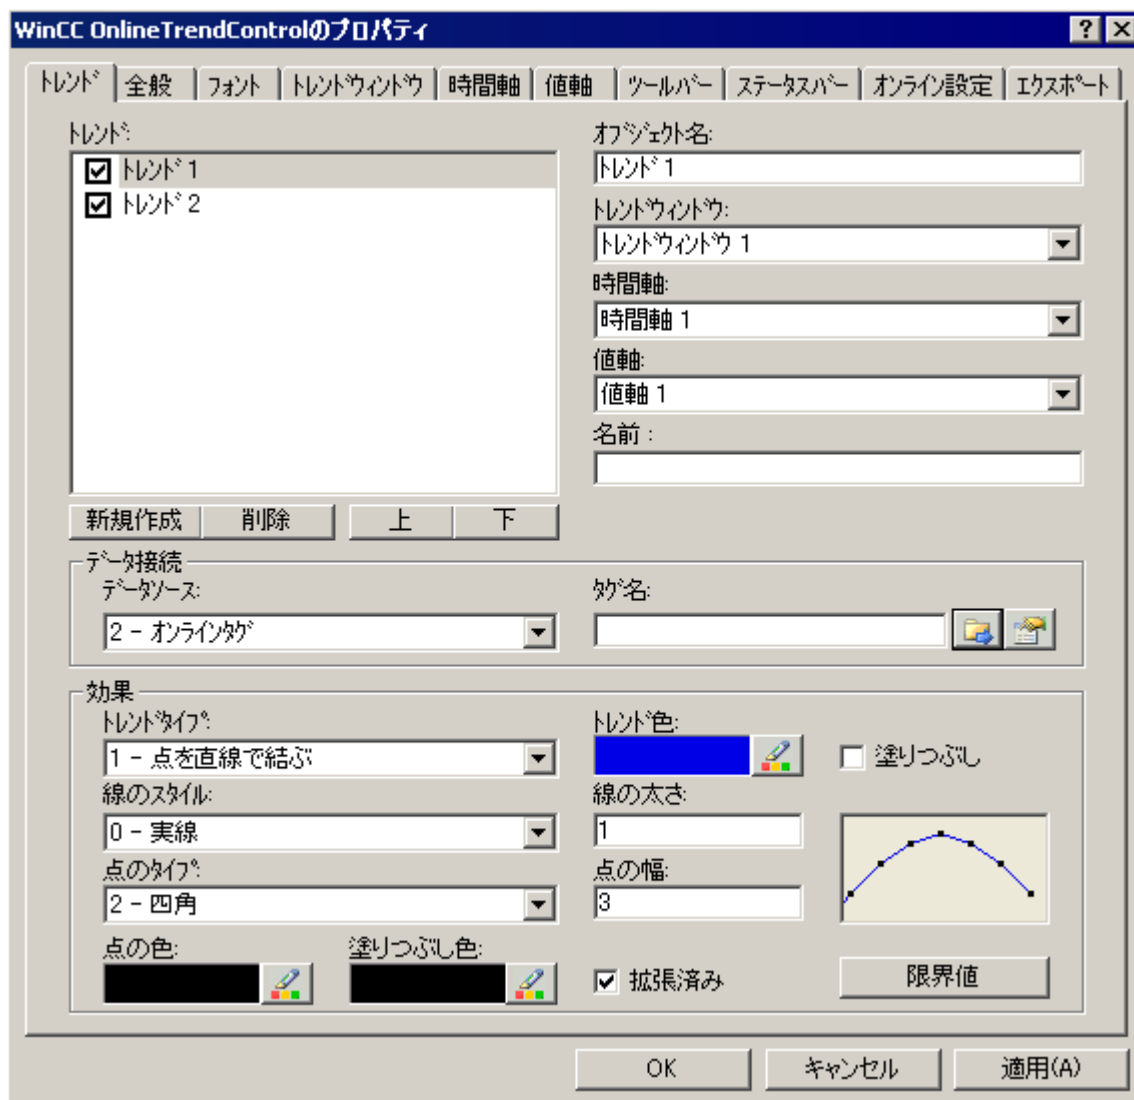 WinCC OnlineTrendControlのプロパティ
トレンド 全般 フォント トレンドウィンドウ 時間軸 値軸 ツールバー ステータスバー オンライン設定 エクスポート
トレンド: オブジェクト名:
トレンド 1 トレンド 1
トレンド 2
トレンドウィンドウ:
トレンドウィンドウ 1
時間軸:
時間軸 1
値軸:
値軸 1
名前 :
新規作成 削除 上 下
データ接続
データソース: タグ名:
2 - オンラインタグ
効果
トレンドタイプ: トレンド色:
1 - 点を直線で結ぶ 塗りつぶし
線のスタイル: 線の太さ:
0 - 実線 1
点のタイプ: 点の幅:
2 - 四角 3
点の色: 塗りつぶし色:
拡張済み 限界値
OK キャンセル 適用(A)